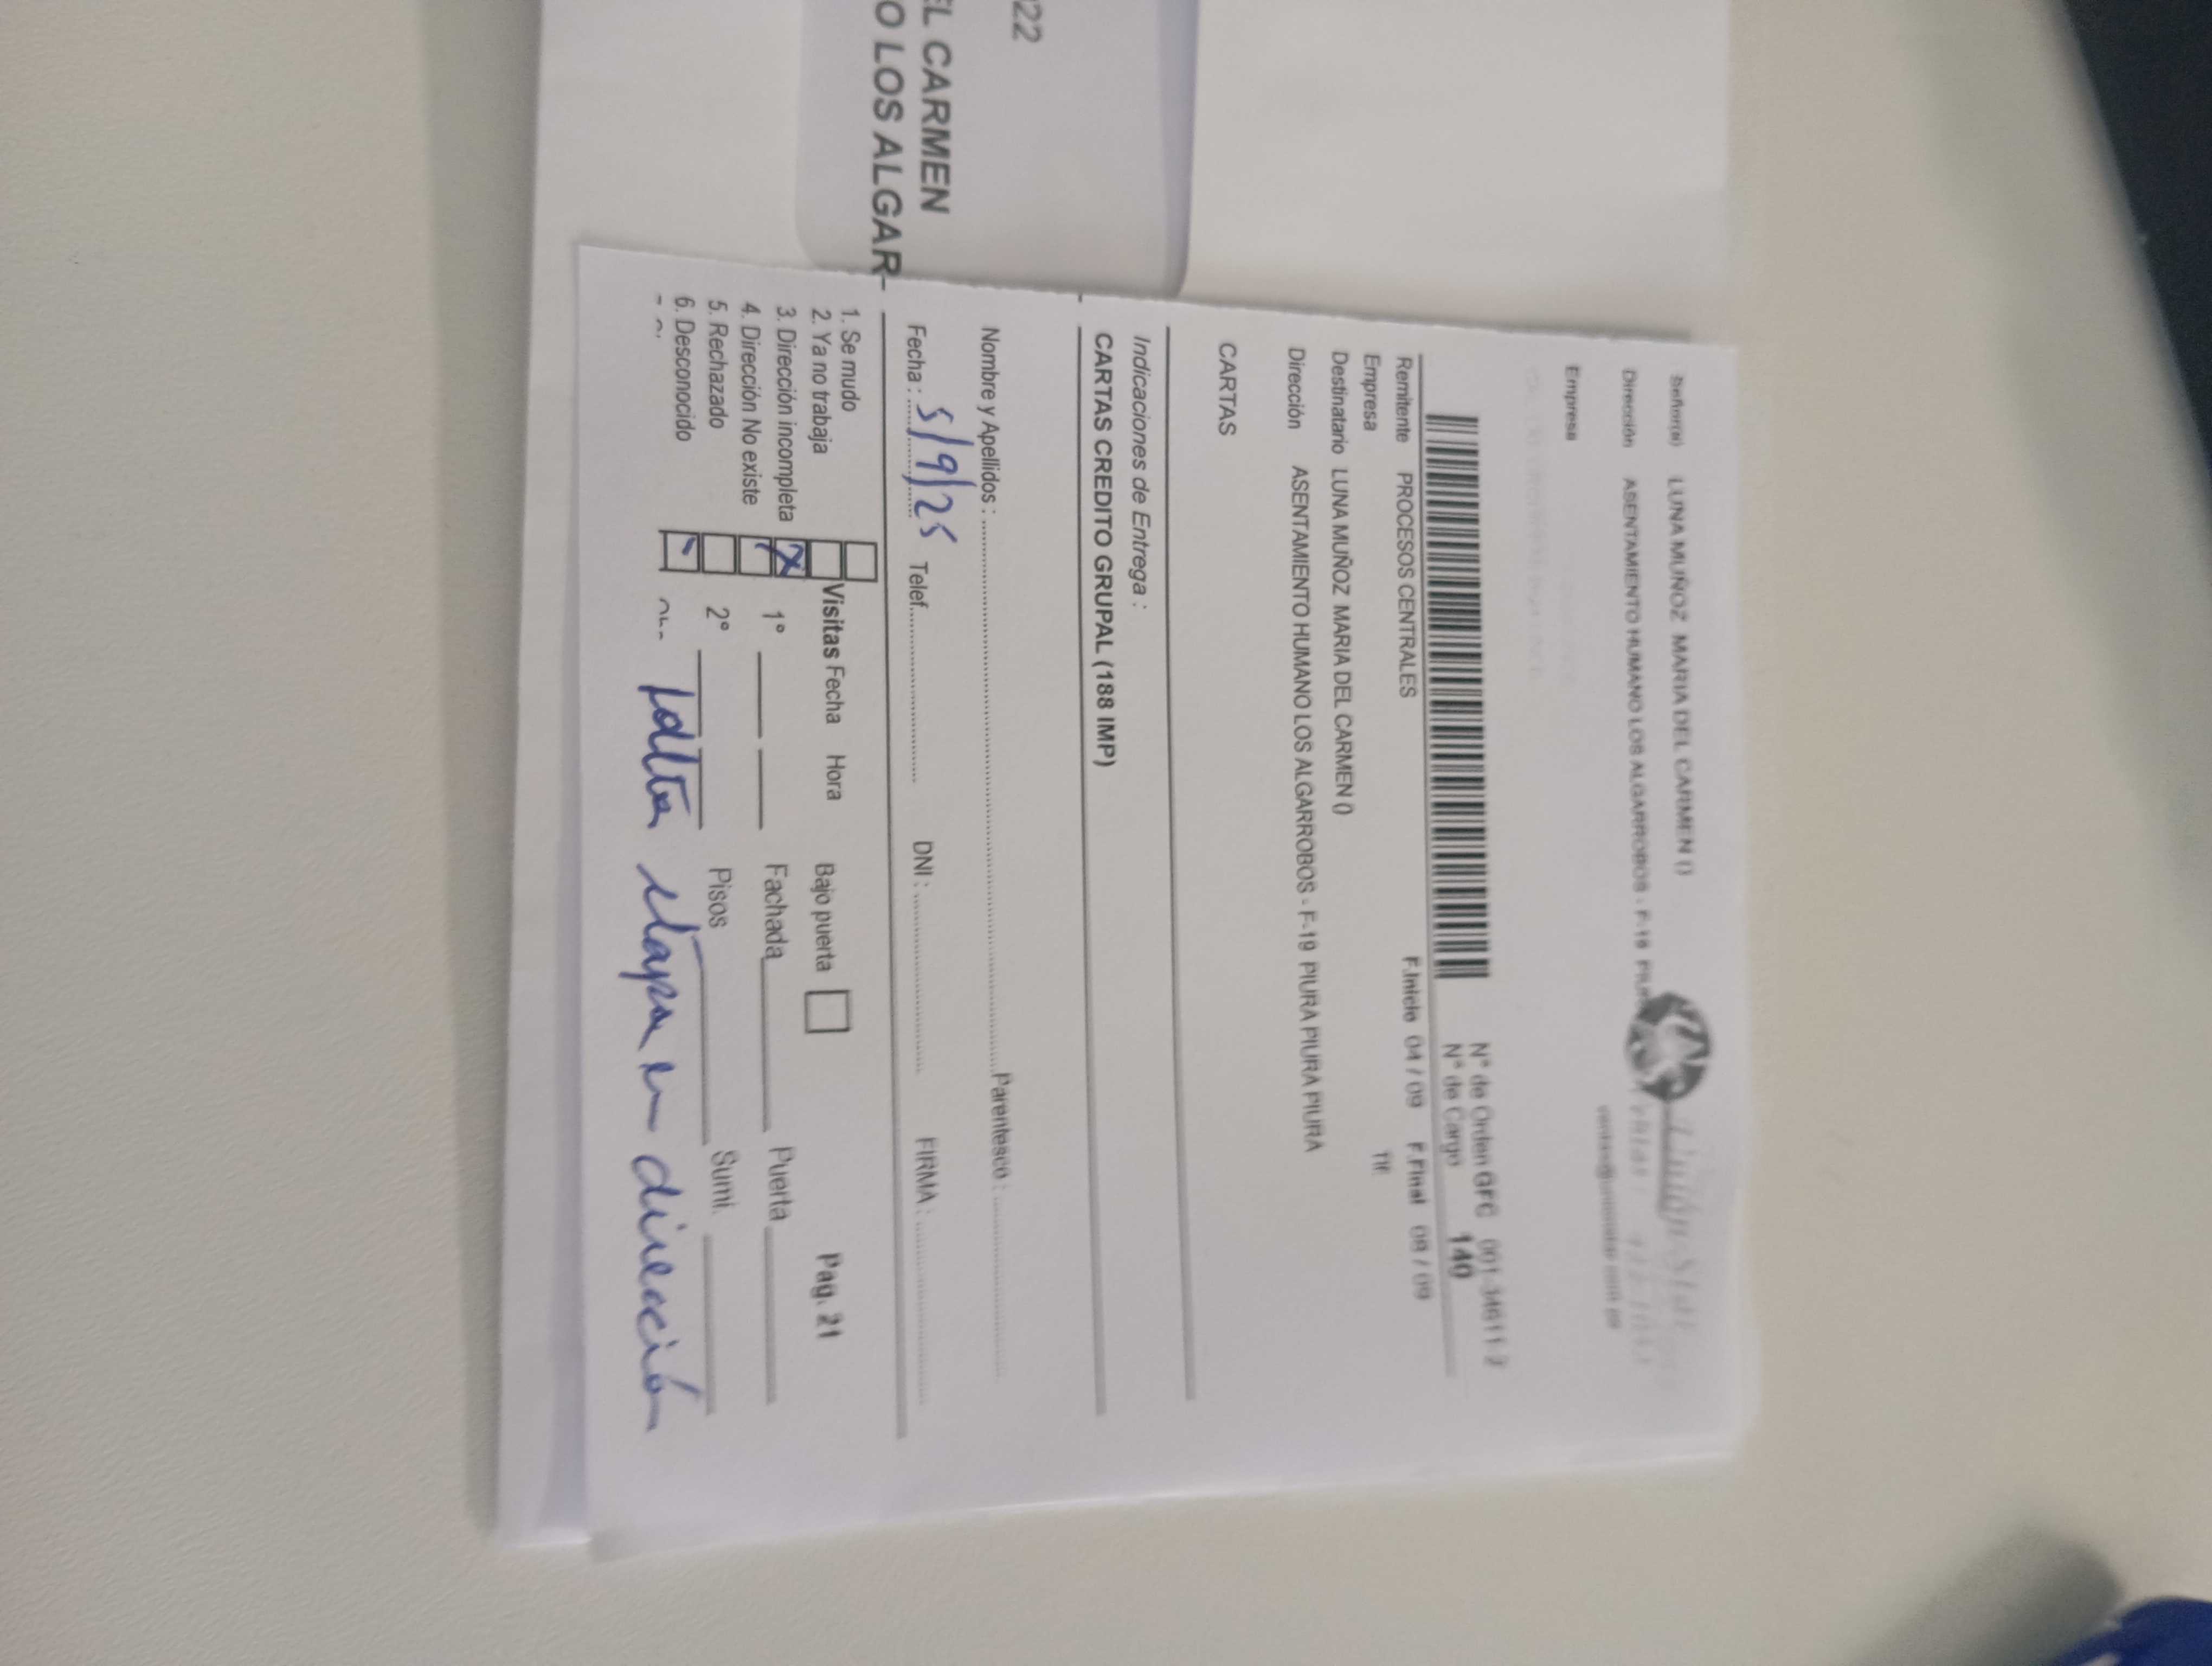 022
EL CARMEN
O LOS ALGAR-
Señor(a) LUNA MUÑOZ MARIA DEL CARMEN ()
Dirección ASENTAMIENTO HUMANO LOS ALGARROBOS - F-19 PIURA
Empresa
N° de Orden GFC 001-
N° de Cargo 140
Remitente PROCESOS CENTRALES F.Inicio 04 / 09 F.Final 08 / 09
Empresa Tlf.
Destinatario LUNA MUÑOZ MARIA DEL CARMEN ()
Dirección ASENTAMIENTO HUMANO LOS ALGARROBOS - F-19 PIURA PIURA PIURA
CARTAS
Indicaciones de Entrega :
CARTAS CREDITO GRUPAL (188 IMP)
Nombre y Apellidos : Parentesco :
Fecha : 5/9/25 Telef. DNI : FIRMA :
1. Se mudo
2. Ya no trabaja Visitas Fecha Hora Bajo puerta Pag. 21
3. Dirección incompleta X 1° Fachada Puerta
4. Dirección No existe
5. Rechazado 2° Pisos Sumi.
6. Desconocido
falta etapa en dirección